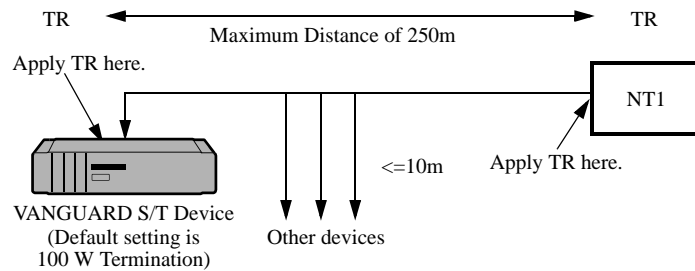 TR
Maximum Distance of 250m
TR
Apply TR here.
NT1
<=10m
Apply TR here.
VANGUARD S/T Device
(Default setting is
100 W Termination)
Other devices